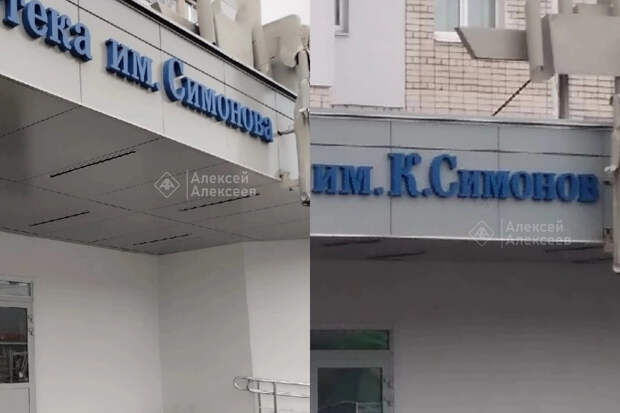 тека им. Симонова
Алексей
Алексеев
им. К.Симонов
Алексей
Алексеев